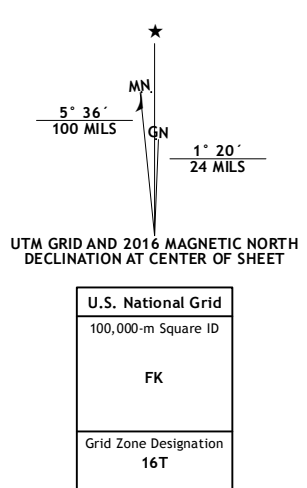 ★
MN
5° 36´
100 MILS
GN
1° 20´
24 MILS
UTM GRID AND 2016 MAGNETIC NORTH
DECLINATION AT CENTER OF SHEET
U.S. National Grid
100,000-m Square ID
FK
Grid Zone Designation
16T